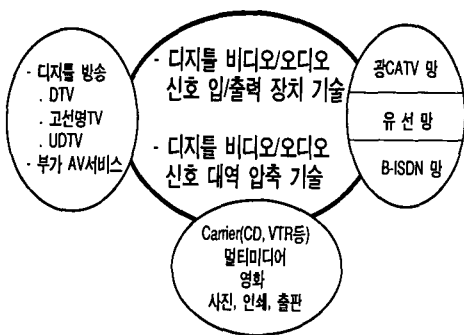 - 디지틀 방송
. DTV
. 고선명TV
. UDTV
- 부가 AV서비스
- 디지틀 비디오/오디오
신호 입/출력 장치 기술
- 디지틀 비디오/오디오
신호 대역 압축 기술
광CATV 망
유선망
B-ISDN 망
Carrier(CD, VTR등)
멀티미디어
영화
사진, 인쇄, 출판